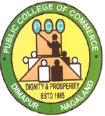 PUBLIC COLLEGE OF COMMERCE
DIGNITY & PROSPERITY
ESTD 1985
DIMAPUR NAGALAND